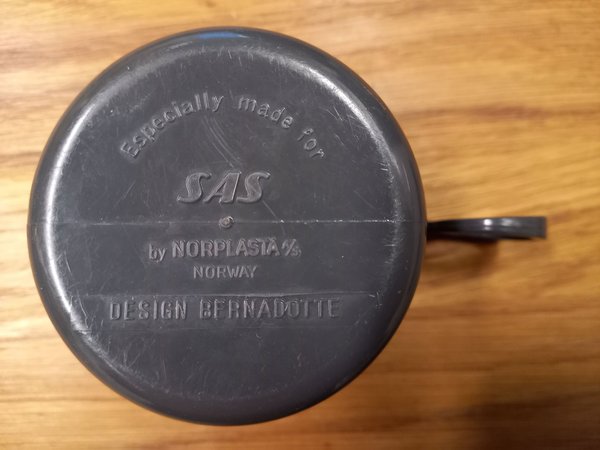 Especially made for
SAS
by NORPLASTA A/S
NORWAY
DESIGN BERNADOTTE